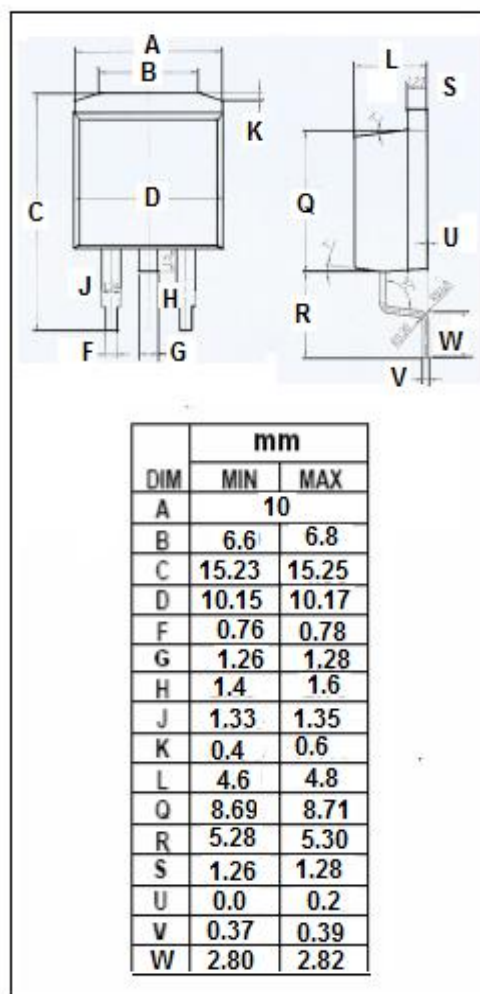 A
B
L
S
K
C
D
Q
U
J
H
R
W
F
G
V
mm
DIM MIN MAX
A 10
B 6.6 6.8
C 15.23 15.25
D 10.15 10.17
F 0.76 0.78
G 1.26 1.28
H 1.4 1.6
J 1.33 1.35
K 0.4 0.6
L 4.6 4.8
Q 8.69 8.71
R 5.28 5.30
S 1.26 1.28
U 0.0 0.2
V 0.37 0.39
W 2.80 2.82